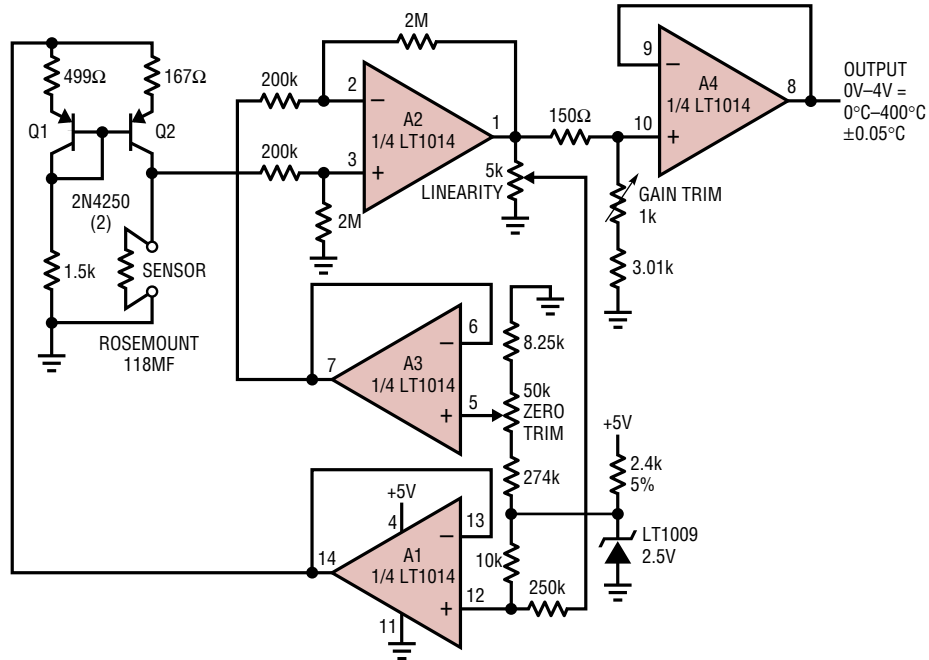 2M
499Ω
167Ω
200k
2
−
A2
1/4 LT1014
1
Q1
Q2
200k
3
+
2N4250
(2)
2M
1.5k
SENSOR
ROSEMOUNT
118MF
5k
LINEARITY
150Ω
9
−
A4
1/4 LT1014
8
10
+
OUTPUT
0V–4V =
0°C–400°C
±0.05°C
GAIN TRIM
1k
3.01k
6
−
A3
1/4 LT1014
7
5
+
8.25k
50k
ZERO
TRIM
274k
+5V
2.4k
5%
LT1009
2.5V
+5V
4
13
−
14
A1
1/4 LT1014
10k
12
+
250k
11